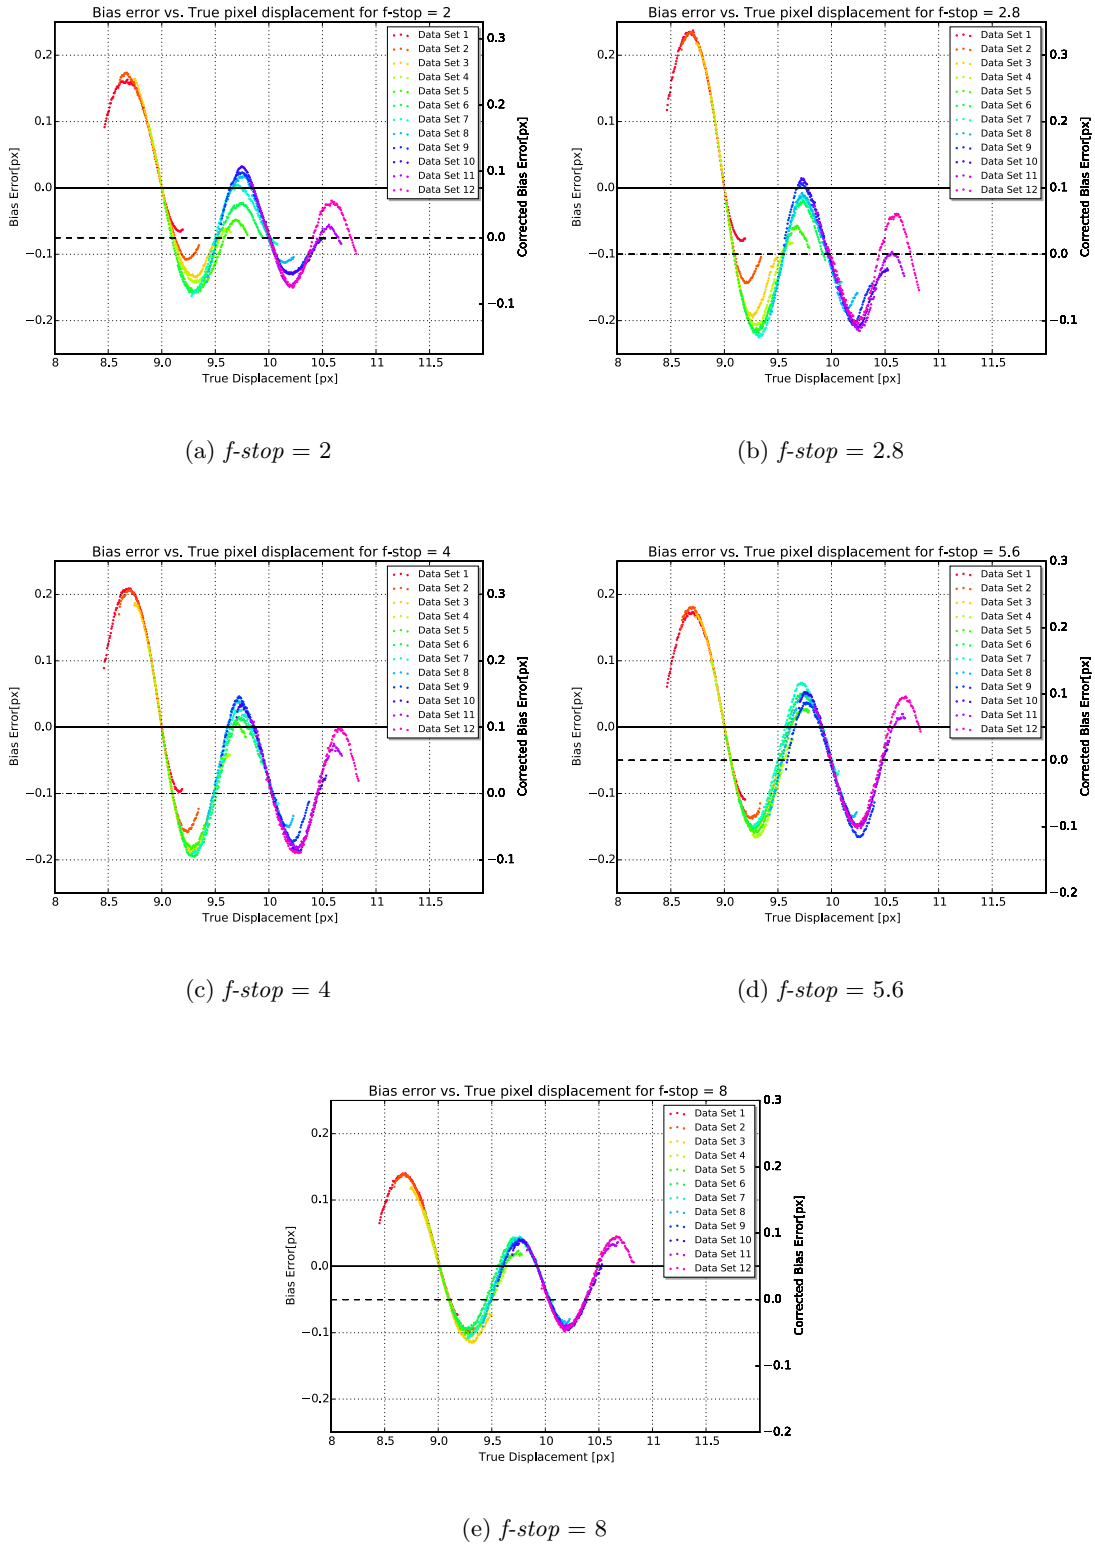 Bias error vs. True pixel displacement for f-stop = 2
Bias Error[px]
0.2
0.1
0.0
−0.1
−0.2
8
8.5
9.0
9.5
10
10.5
11
11.5
True Displacement [px]
0.3
0.2
0.1
0.0
−0.1
Corrected Bias Error[px]
Data Set 1
Data Set 2
Data Set 3
Data Set 4
Data Set 5
Data Set 6
Data Set 7
Data Set 8
Data Set 9
Data Set 10
Data Set 11
Data Set 12
(a) f-stop = 2
Bias error vs. True pixel displacement for f-stop = 2.8
Bias Error[px]
0.2
0.1
0.0
−0.1
−0.2
8
8.5
9.0
9.5
10
10.5
11
11.5
True Displacement [px]
0.3
0.2
0.1
0.0
−0.1
Corrected Bias Error[px]
Data Set 1
Data Set 2
Data Set 3
Data Set 4
Data Set 5
Data Set 6
Data Set 7
Data Set 8
Data Set 9
Data Set 10
Data Set 11
Data Set 12
(b) f-stop = 2.8
Bias error vs. True pixel displacement for f-stop = 4
Bias Error[px]
0.2
0.1
0.0
−0.1
−0.2
8
8.5
9.0
9.5
10
10.5
11
11.5
True Displacement [px]
0.3
0.2
0.1
0.0
−0.1
Corrected Bias Error[px]
Data Set 1
Data Set 2
Data Set 3
Data Set 4
Data Set 5
Data Set 6
Data Set 7
Data Set 8
Data Set 9
Data Set 10
Data Set 11
Data Set 12
(c) f-stop = 4
Bias error vs. True pixel displacement for f-stop = 5.6
Bias Error[px]
0.2
0.1
0.0
−0.1
−0.2
8
8.5
9.0
9.5
10
10.5
11
11.5
True Displacement [px]
0.3
0.2
0.1
0.0
−0.1
−0.2
Corrected Bias Error[px]
Data Set 1
Data Set 2
Data Set 3
Data Set 4
Data Set 5
Data Set 6
Data Set 7
Data Set 8
Data Set 9
Data Set 10
Data Set 11
Data Set 12
(d) f-stop = 5.6
Bias error vs. True pixel displacement for f-stop = 8
Bias Error[px]
0.2
0.1
0.0
−0.1
−0.2
8
8.5
9.0
9.5
10
10.5
11
11.5
True Displacement [px]
0.3
0.2
0.1
0.0
−0.1
−0.2
Corrected Bias Error[px]
Data Set 1
Data Set 2
Data Set 3
Data Set 4
Data Set 5
Data Set 6
Data Set 7
Data Set 8
Data Set 9
Data Set 10
Data Set 11
Data Set 12
(e) f-stop = 8